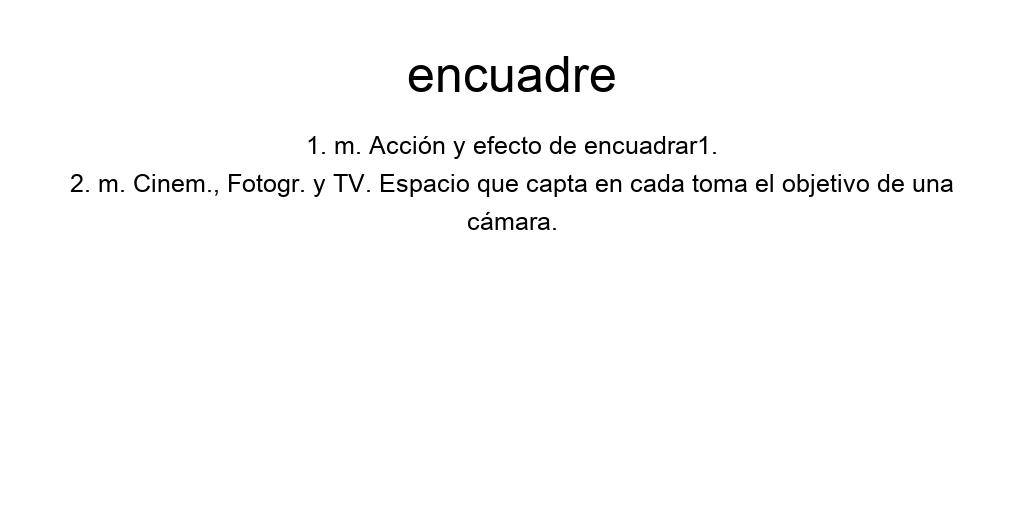 encuadre
1. m. Acción y efecto de encuadrar1.
2. m. Cinem., Fotogr. y TV. Espacio que capta en cada toma el objetivo de una
cámara.